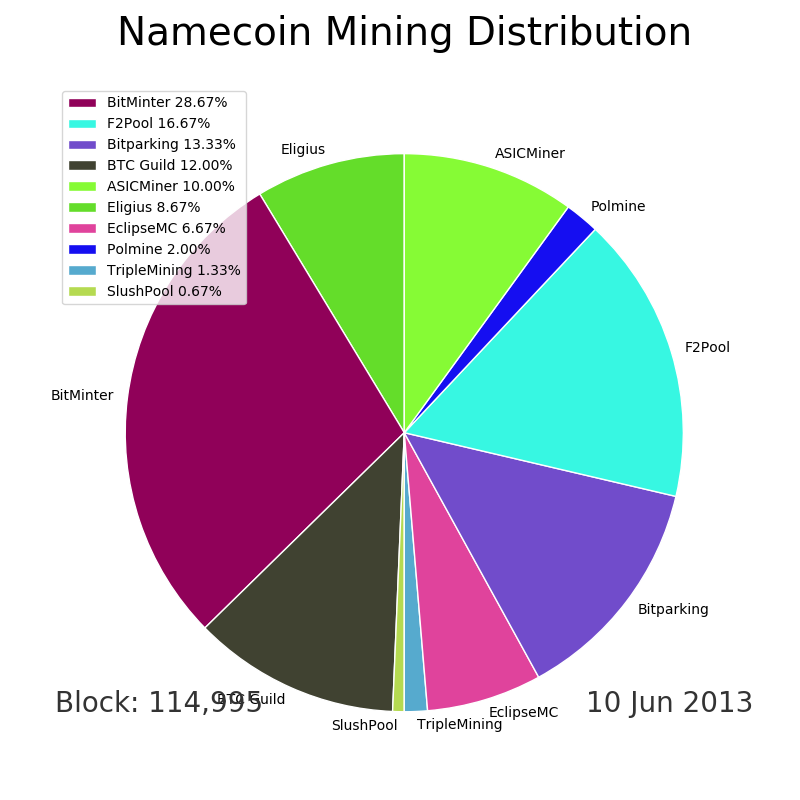 Namecoin Mining Distribution
BitMinter 28.67%
F2Pool 16.67%
Bitparking 13.33%
BTC Guild 12.00%
ASICMiner 10.00%
Eligius 8.67%
EclipseMC 6.67%
Polmine 2.00%
TripleMining 1.33%
SlushPool 0.67%
Eligius
ASICMiner
Polmine
F2Pool
BitMinter
Bitparking
BTC Guild
Block: 114,995
10 Jun 2013
EclipseMC
SlushPool
TripleMining